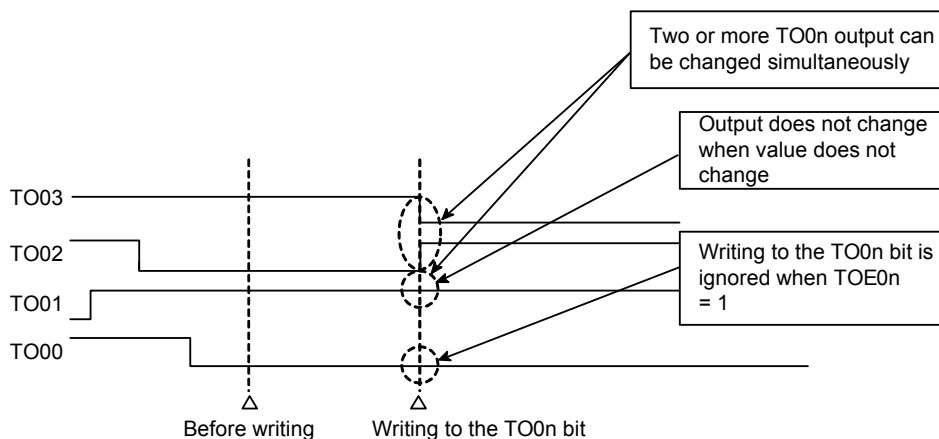 Two or more TO0n output can
be changed simultaneously
Output does not change
when value does not
change
TO03
TO02
Writing to the TO0n bit is
ignored when TOE0n
= 1
TO01
TO00
Before writing
Writing to the TO0n bit